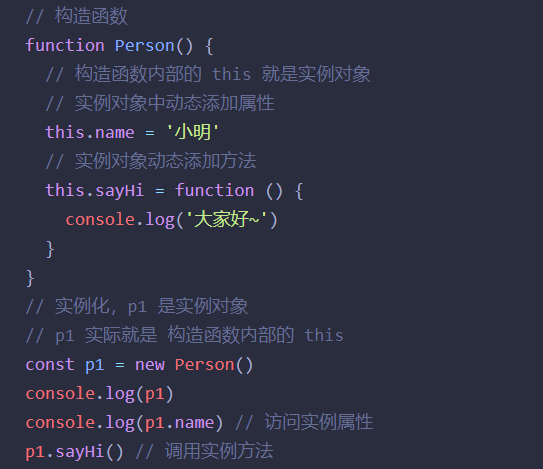 // 构造函数
function Person() {
  // 构造函数内部的 this 就是实例对象
  // 实例对象中动态添加属性
  this.name = '小明'
  // 实例对象动态添加方法
  this.sayHi = function () {
    console.log('大家好~')
  }
}
// 实例化，p1 是实例对象
// p1 实际就是 构造函数内部的 this
const p1 = new Person()
console.log(p1)
console.log(p1.name) // 访问实例属性
p1.sayHi() // 调用实例方法